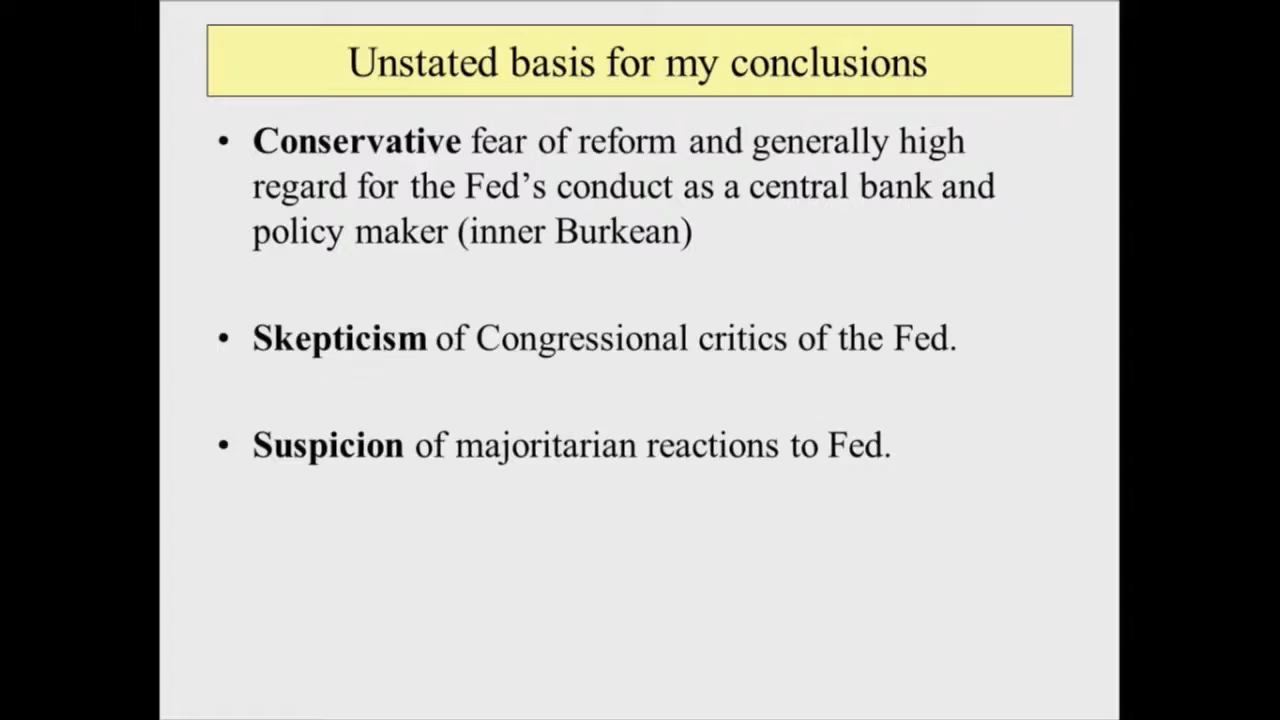 Unstated basis for my conclusions
• Conservative fear of reform and generally high
regard for the Fed’s conduct as a central bank and
policy maker (inner Burkean)
• Skepticism of Congressional critics of the Fed.
• Suspicion of majoritarian reactions to Fed.